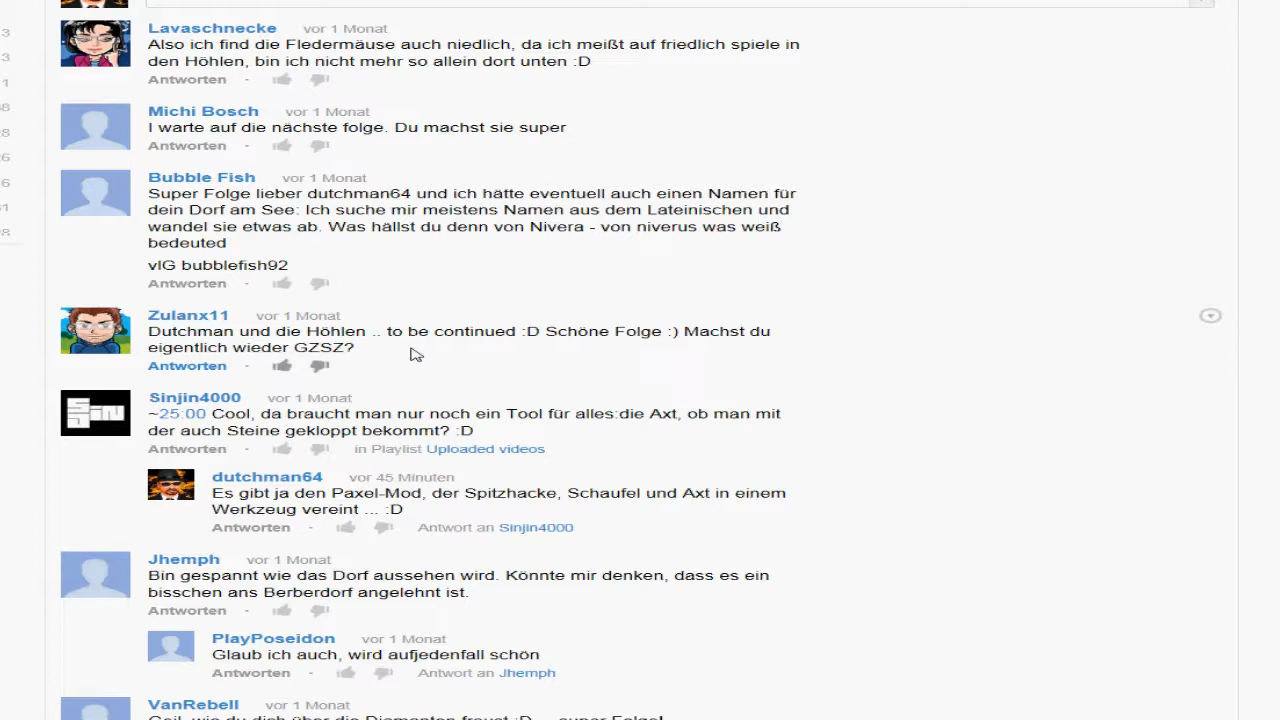 Lavaschnecke vor 1 Monat
Also ich find die Fledermäuse auch niedlich, da ich meißt auf friedlich spiele in
den Höhlen, bin ich nicht mehr so allein dort unten :D
Antworten ·
Michi Bosch vor 1 Monat
I warte auf die nächste folge. Du machst sie super
Antworten ·
Bubble Fish vor 1 Monat
Super Folge lieber dutchman64 und ich hätte eventuell auch einen Namen für
dein Dorf am See: Ich suche mir meistens Namen aus dem Lateinischen und
wandel sie etwas ab. Was hällst du denn von Nivera - von niverus was weiß
bedeuted
vlG bubblefish92
Antworten ·
Zulanx11 vor 1 Monat
Dutchman und die Höhlen .. to be continued :D Schöne Folge :) Machst du
eigentlich wieder GZSZ?
Antworten ·
Sinjin4000 vor 1 Monat
~25:00 Cool, da braucht man nur noch ein Tool für alles:die Axt, ob man mit
der auch Steine gekloppt bekommt? :D
Antworten · in Playlist Uploaded videos
dutchman64 vor 45 Minuten
Es gibt ja den Paxel-Mod, der Spitzhacke, Schaufel und Axt in einem
Werkzeug vereint ... :D
Antworten · Antwort an Sinjin4000
Jhemph vor 1 Monat
Bin gespannt wie das Dorf aussehen wird. Könnte mir denken, dass es ein
bisschen ans Berberdorf angelehnt ist.
Antworten ·
PlayPoseidon vor 1 Monat
Glaub ich auch, wird aufjedenfall schön
Antworten · Antwort an Jhemph
VanRebell vor 1 Monat
Geil, wie du dich über die Diamanten freust :D ... super Folge!